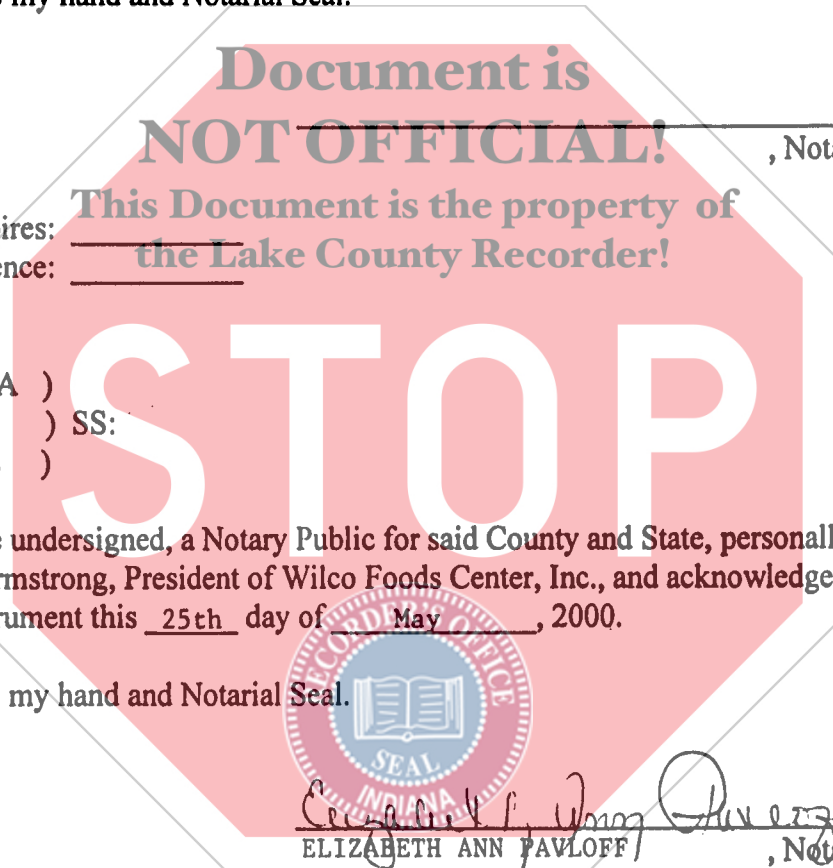 my hand and Notarial Seal.
Document is
NOT OFFICIAL!
, Nota
This Document is the property of
ires:
the Lake County Recorder!
ence:
STOP
A )
) SS:
)
undersigned, a Notary Public for said County and State, personall
rmstrong, President of Wilco Foods Center, Inc., and acknowledge
rument this 25th day of May, 2000.
my hand and Notarial Seal.
RECORDER'S OFFICE
SEAL
INDIANA
ELIZABETH ANN PAVLOFF, Nota